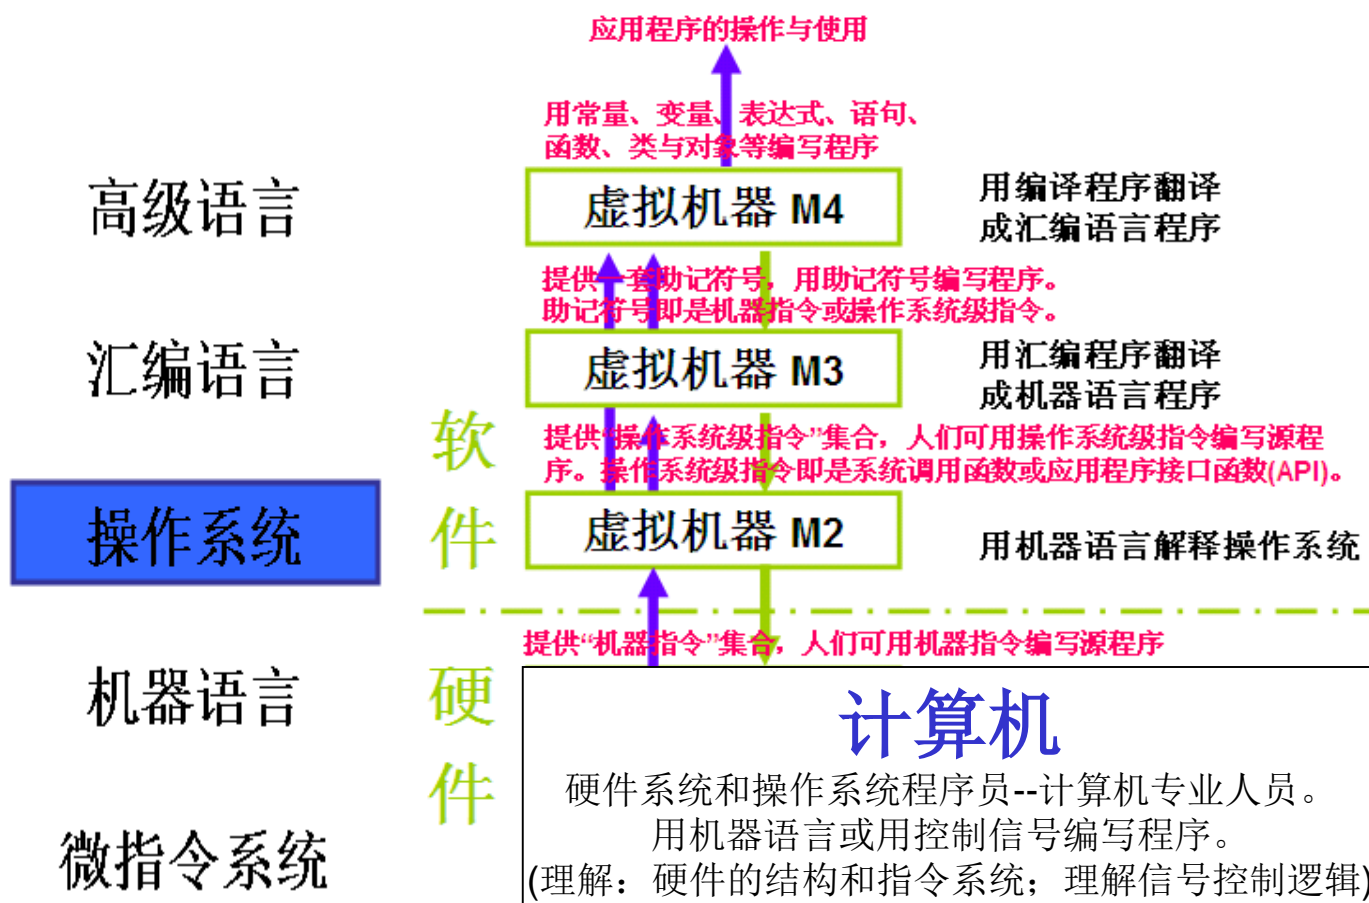 应用程序的操作与使用
用常量、变量、表达式、语句、
函数、类与对象等编写程序
高级语言
虚拟机器 M4
用编译程序翻译
成汇编语言程序
提供一套助记符号，用助记符号编写程序。
助记符号即是机器指令或操作系统级指令。
汇编语言
虚拟机器 M3
用汇编程序翻译
成机器语言程序
软
件
提供“操作系统级指令”集合，人们可用操作系统级指令编写源程
序。操作系统级指令即是系统调用函数或应用程序接口函数(API)。
操作系统
虚拟机器 M2
用机器语言解释操作系统
提供“机器指令”集合，人们可用机器指令编写源程序
机器语言
硬
件
计算机
硬件系统和操作系统程序员--计算机专业人员。
用机器语言或用控制信号编写程序。
微指令系统
(理解：硬件的结构和指令系统；理解信号控制逻辑)